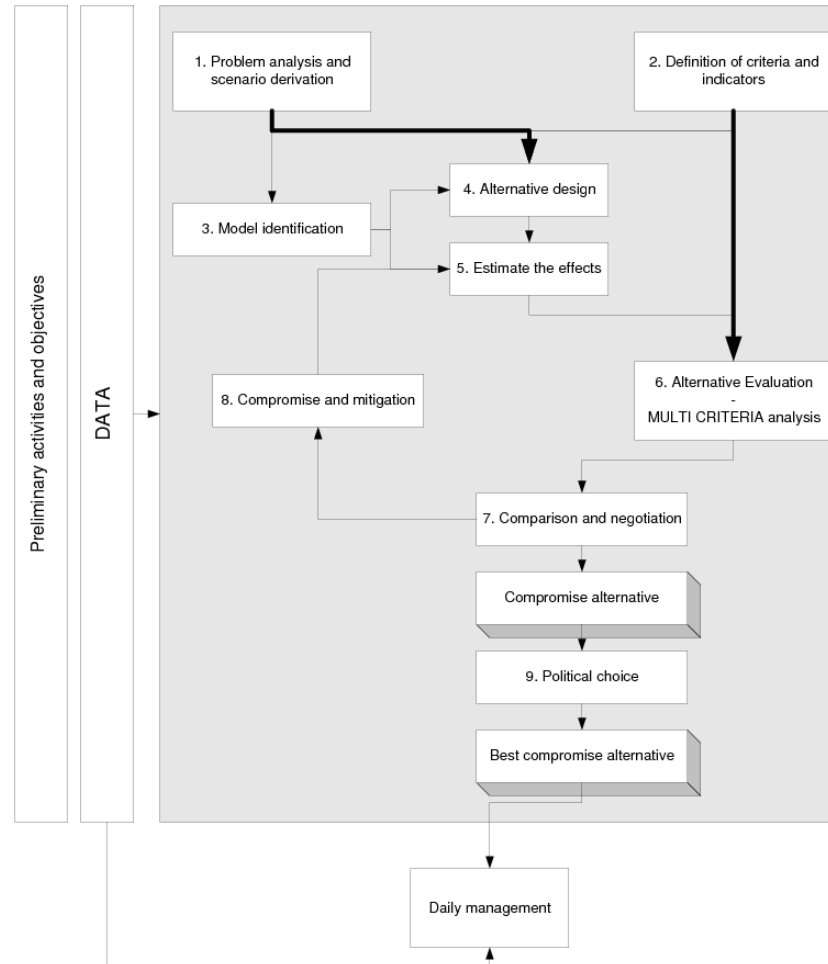 Preliminary activities and objectives
DATA
1. Problem analysis and
scenario derivation
2. Definition of criteria and
indicators
3. Model identification
4. Alternative design
5. Estimate the effects
6. Alternative Evaluation
-
MULTI CRITERIA analysis
8. Compromise and mitigation
7. Comparison and negotiation
Compromise alternative
9. Political choice
Best compromise alternative
Daily management